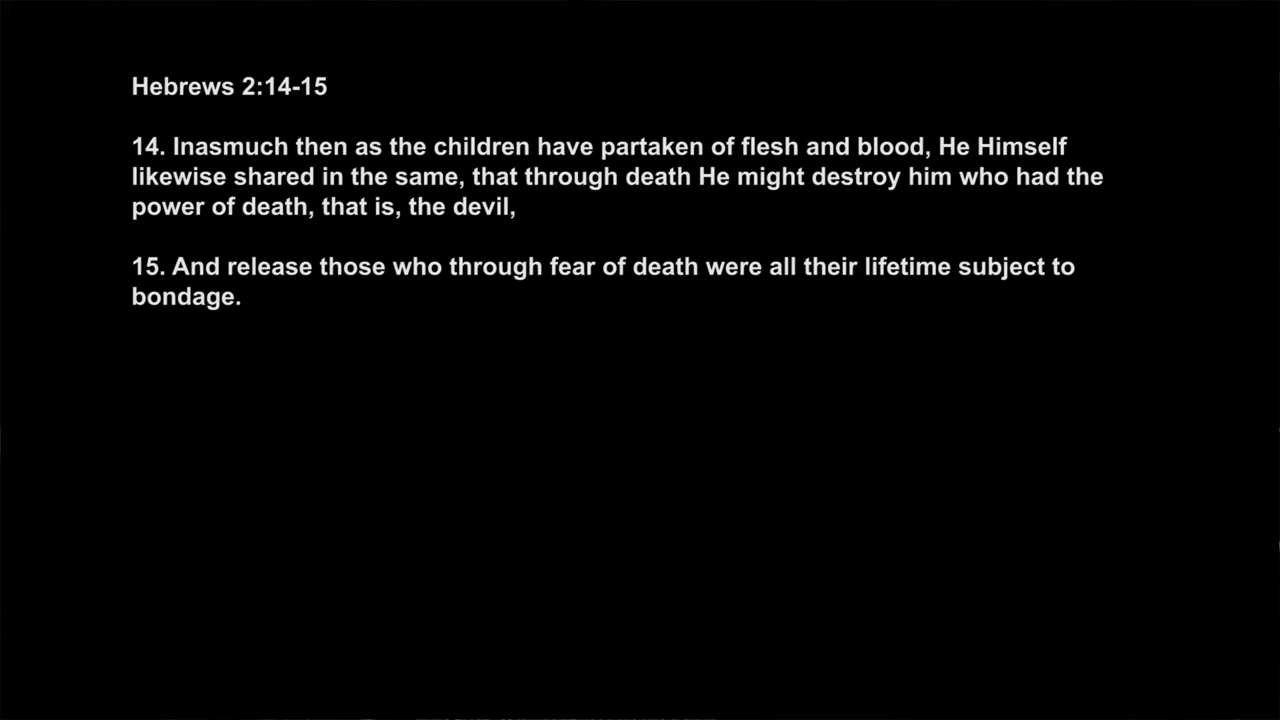 Hebrews 2:14-15
14. Inasmuch then as the children have partaken of flesh and blood, He Himself
likewise shared in the same, that through death He might destroy him who had the
power of death, that is, the devil,
15. And release those who through fear of death were all their lifetime subject to
bondage.